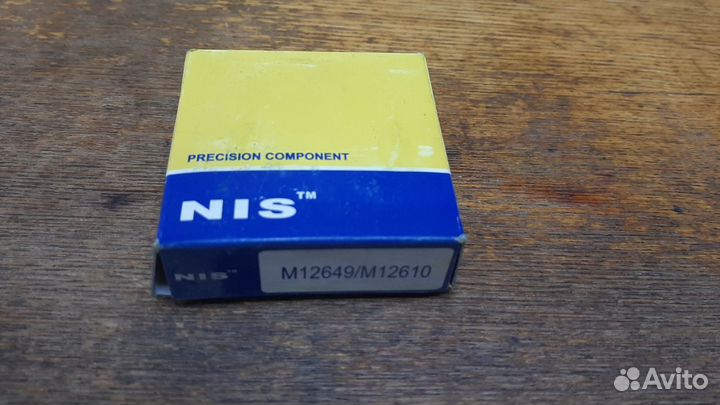 PRECISION COMPONENT
NIS™
NIS™
M12649/M12610
Avito